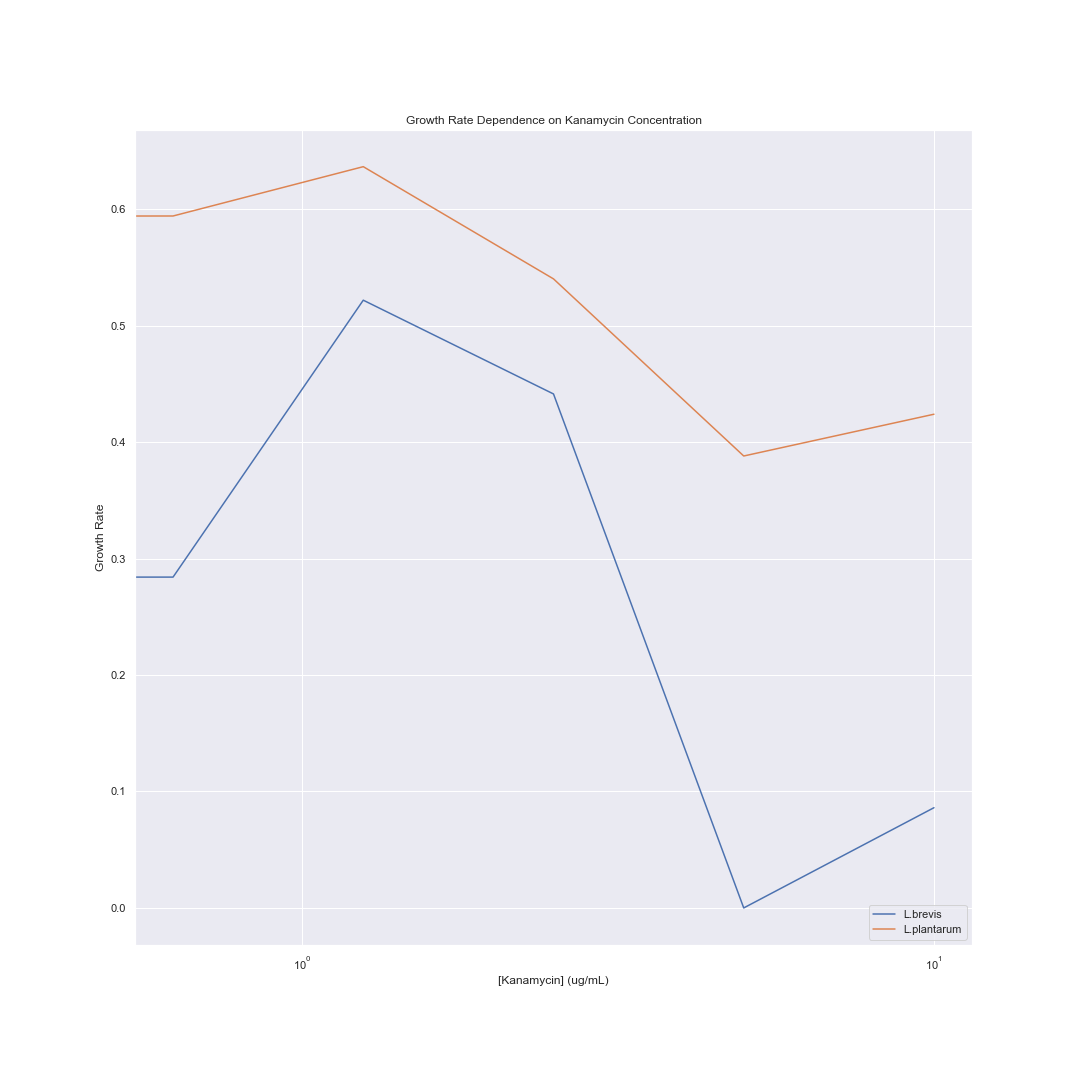 Growth Rate Dependence on Kanamycin Concentration
Growth Rate
0.6
0.5
0.4
0.3
0.2
0.1
0.0
10⁰
10¹
[Kanamycin] (ug/mL)
L.brevis
L.plantarum